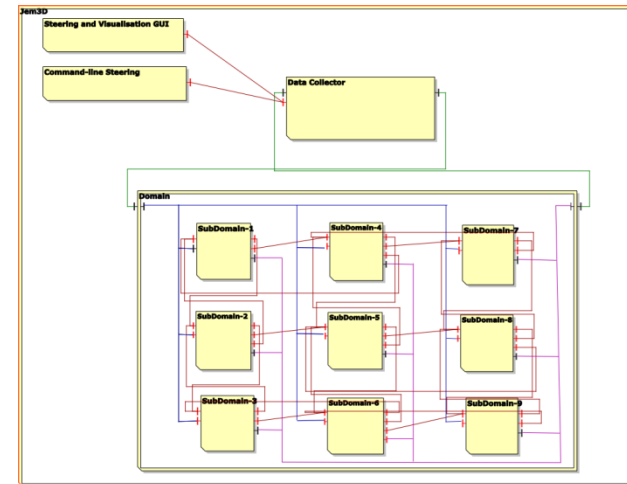 Jem3D
Steering and Visualisation GUI
Command-line Steering
Data Collector
Domain
SubDomain-1
SubDomain-4
SubDomain-7
SubDomain-2
SubDomain-5
SubDomain-8
SubDomain-3
SubDomain-6
SubDomain-9